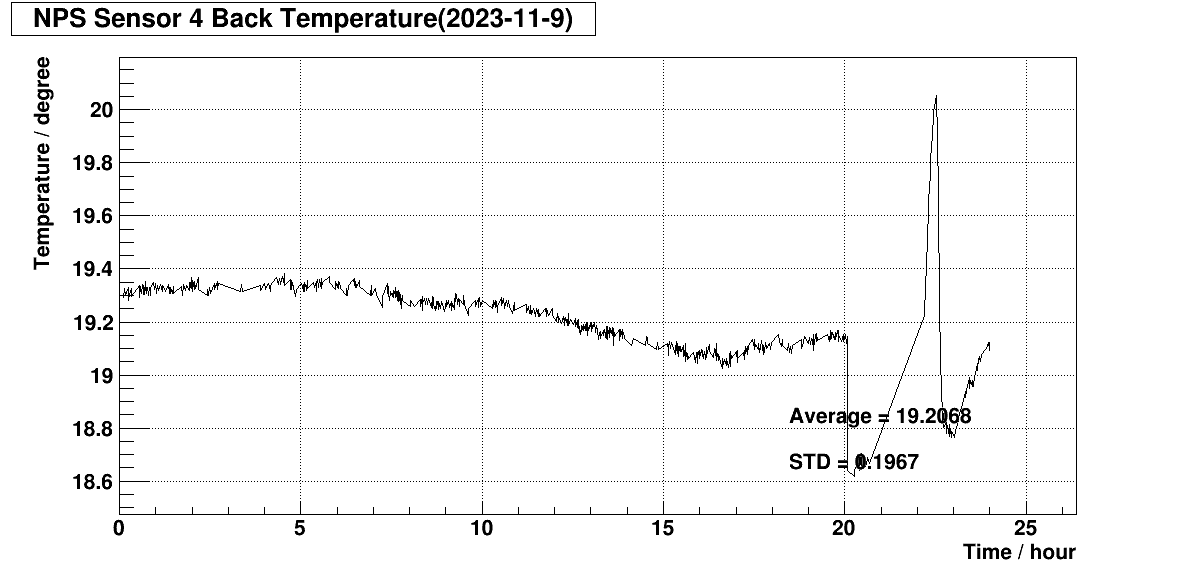 NPS Sensor 4 Back Temperature(2023-11-9)
Temperature / degree
20
19.8
19.6
19.4
19.2
19
18.8
18.6
Average = 19.2068
STD = 0.1967
0 5 10 15 20 25
Time / hour